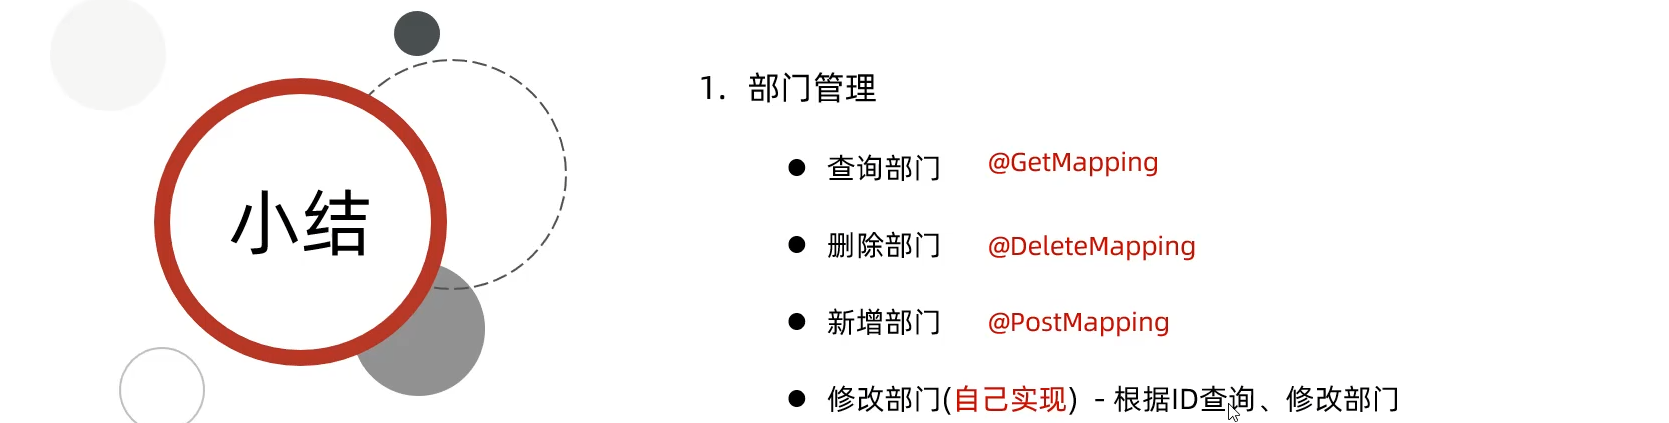 小结
1. 部门管理
● 查询部门 @GetMapping
● 删除部门 @DeleteMapping
● 新增部门 @PostMapping
● 修改部门(自己实现) - 根据ID查询、修改部门